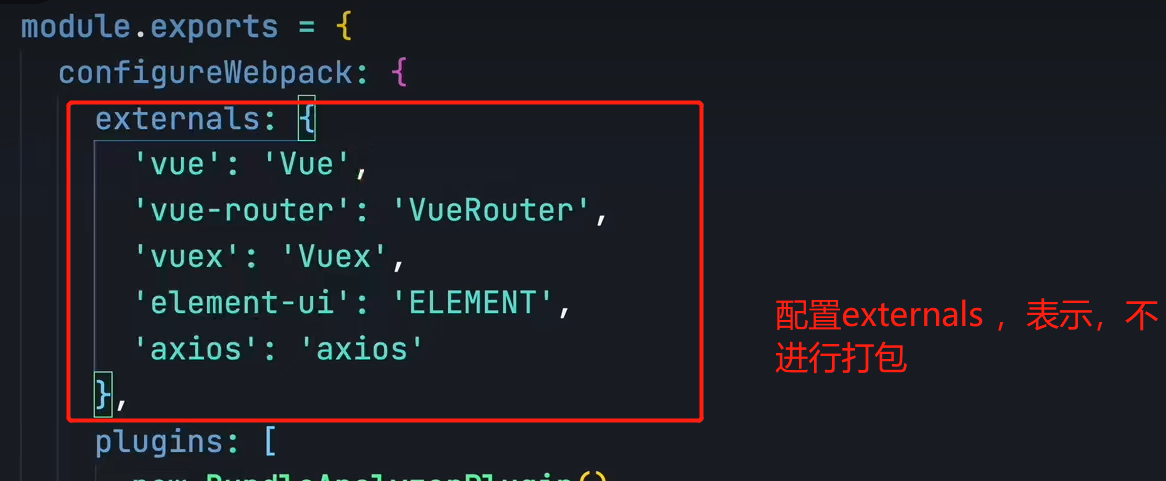 module.exports = {
configureWebpack: {
externals: {
'vue': 'Vue',
'vue-router': 'VueRouter',
'vuex': 'Vuex',
'element-ui': 'ELEMENT',
'axios': 'axios'
},
配置externals ，表示，不
进行打包
plugins: [
new BundleAnalyzerPlugin()